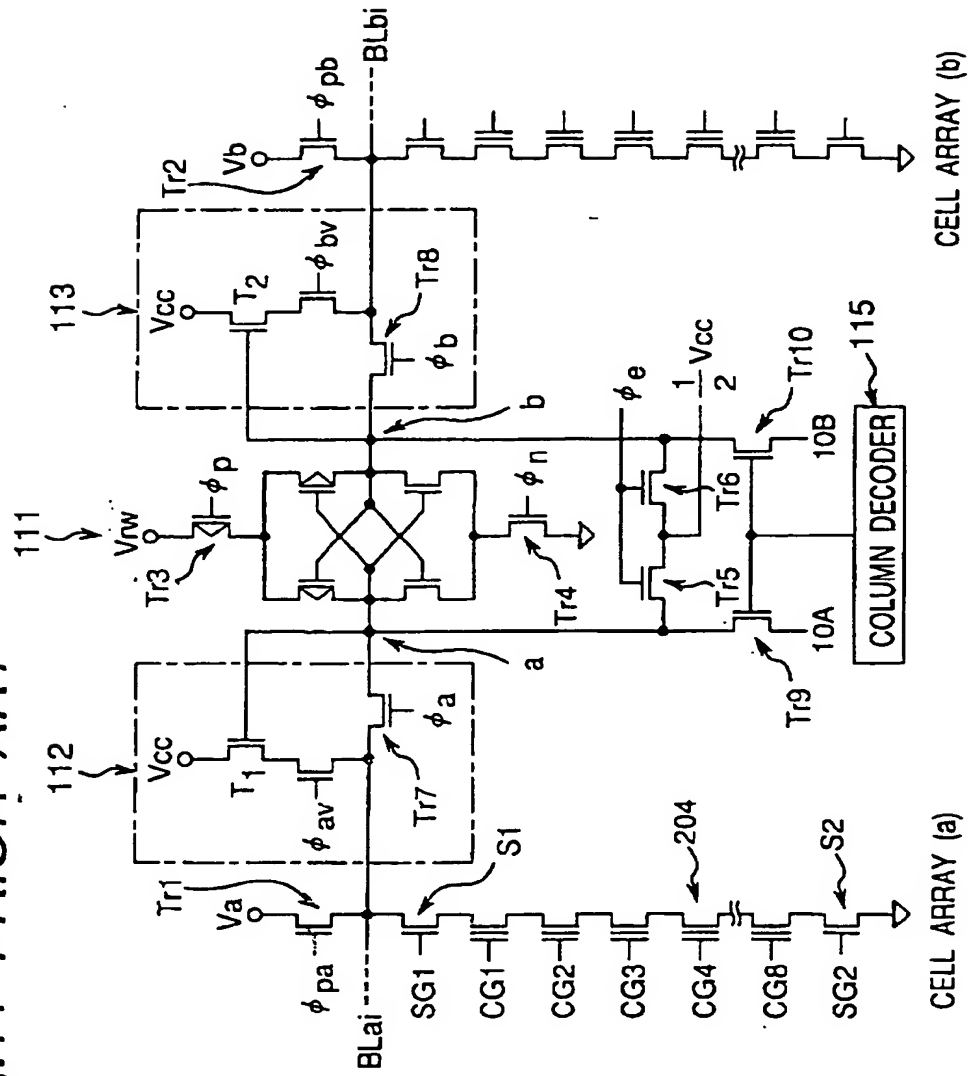 111
112
113
Vrw
Vcc
Vcc
Tr3
ϕp
Va
Vb
Tr1
Tr2
T1
T2
ϕpa
ϕpb
ϕav
ϕbv
BLai
BLbi
Tr7
Tr8
ϕa
ϕb
a
b
Tr4
ϕn
S1
SG1
CG1
CG2
CG3
CG4
204
CG8
SG2
S2
ϕe
Tr5
Tr6
1
2
Vcc
Tr9
Tr10
10A
10B
COLUMN DECODER
115
CELL ARRAY (a)
CELL ARRAY (b)